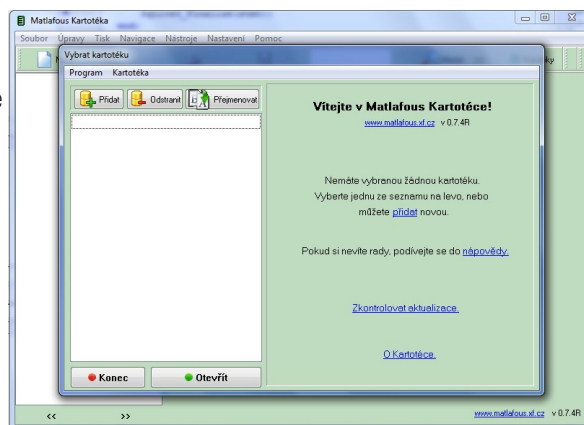 Matlafous Kartotéka
Soubor Úpravy Tisk Navigace Nástroje Nastavení Pomoc
Vybrat kartotéku
Program Kartotéka
Přidat Odstranit Přejmenovat
Vítejte v Matlafous Kartotéce!
www.matlafous.xf.cz v 0.7.4R
Nemáte vybranou žádnou kartotéku.
Vyberte jednu ze seznamu na levo, nebo
můžete přidat novou.
Pokud si nevíte rady, podívejte se do nápovědy.
Zkontrolovat aktualizace.
O Kartotéce.
Konec Otevřít
<< >>
www.matlafous.xf.cz v 0.7.4R